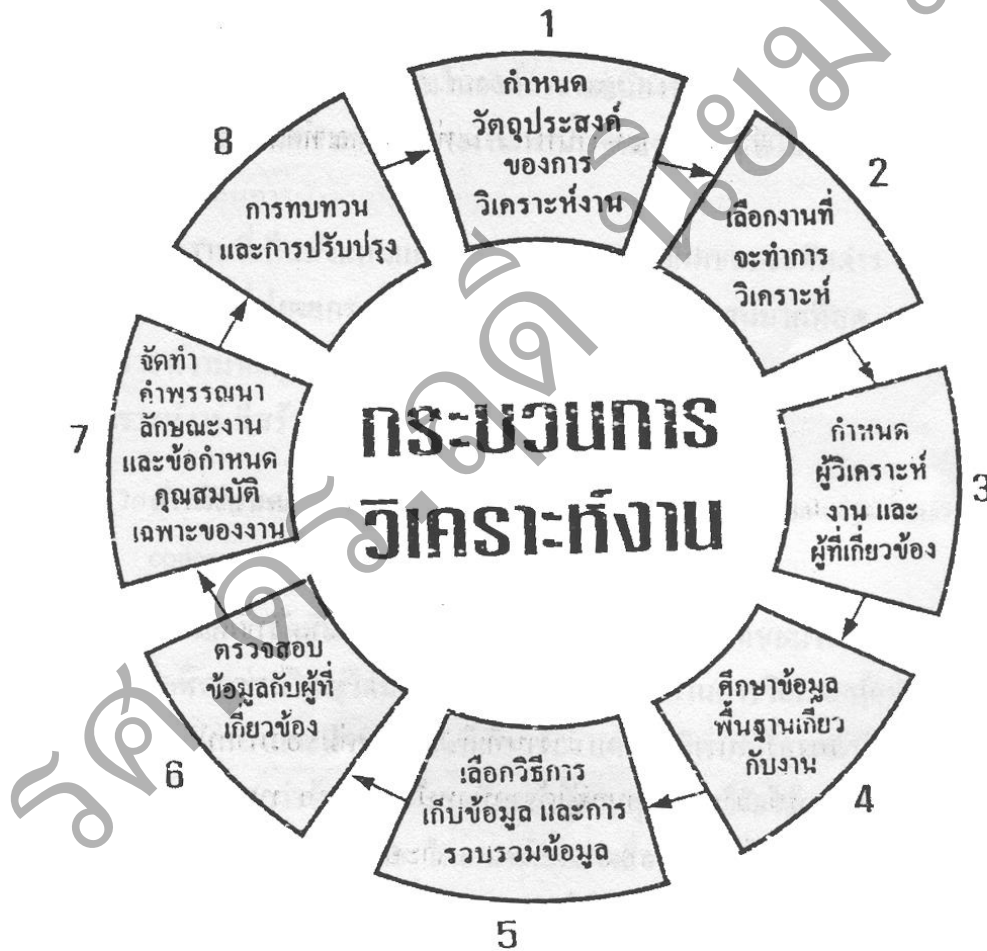 1
กำหนด
วัตถุประสงค์
ของการ
วิเคราะห์งาน
2
เลือกงานที่
จะทำการ
วิเคราะห์
3
กำหนด
ผู้วิเคราะห์
งาน และ
ผู้ที่เกี่ยวข้อง
4
ศึกษาข้อมูล
พื้นฐานเกี่ยว
กับงาน
5
เลือกวิธีการ
เก็บข้อมูล และการ
รวบรวมข้อมูล
6
ตรวจสอบ
ข้อมูลกับผู้ที่
เกี่ยวข้อง
7
จัดทำ
คำพรรณนา
ลักษณะงาน
และข้อกำหนด
คุณสมบัติ
เฉพาะของงาน
8
การทบทวน
และการปรับปรุง
กระบวนการ
วิเคราะห์งาน
รศ.ดร.